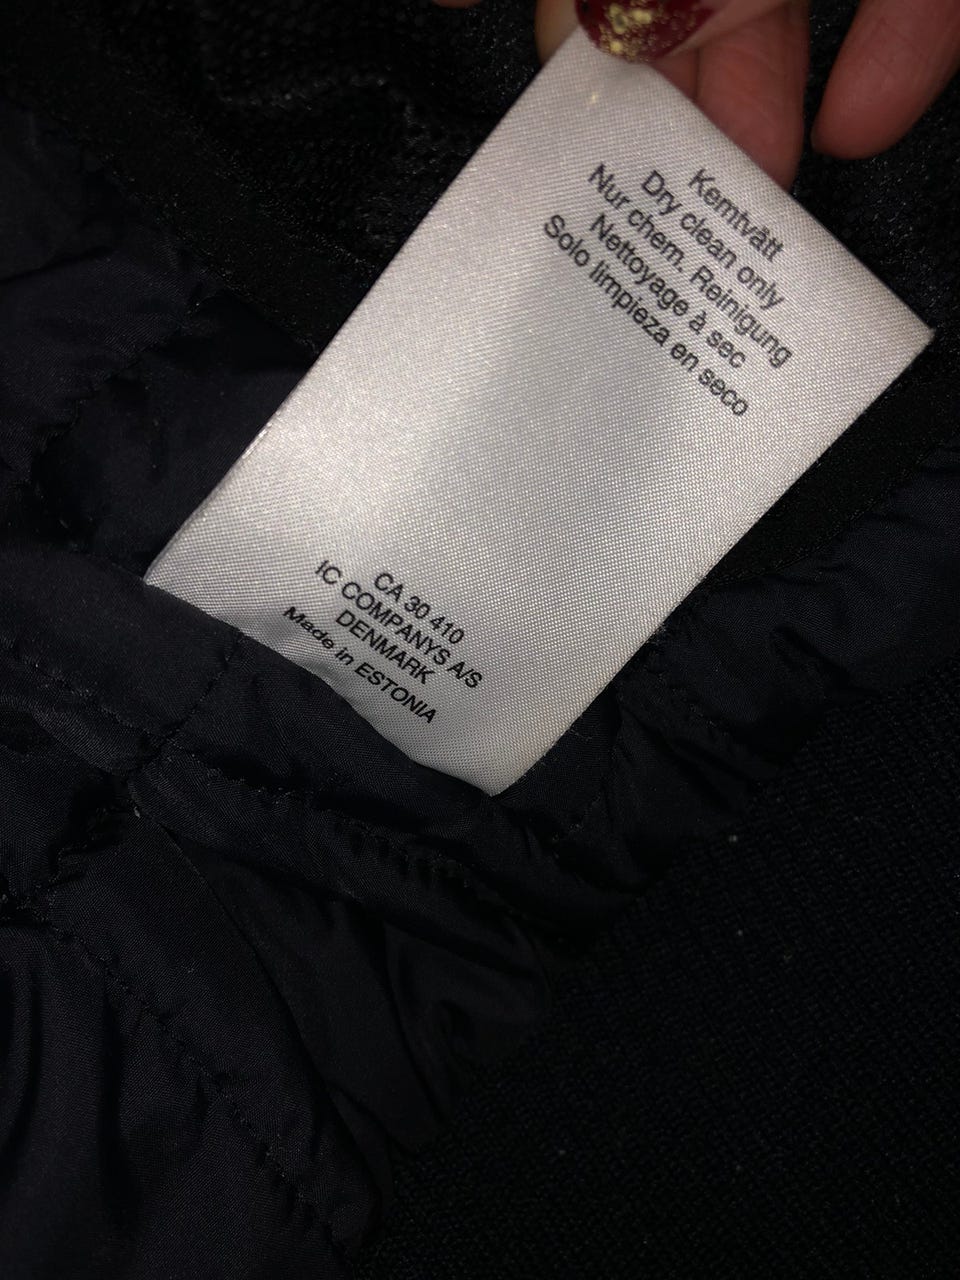 Kemtvätt
Dry clean only
Nur chem. Reinigung
Nettoyage à sec
Solo limpieza en seco
CA 30 410
IC COMPANYS A/S
DENMARK
Made in ESTONIA